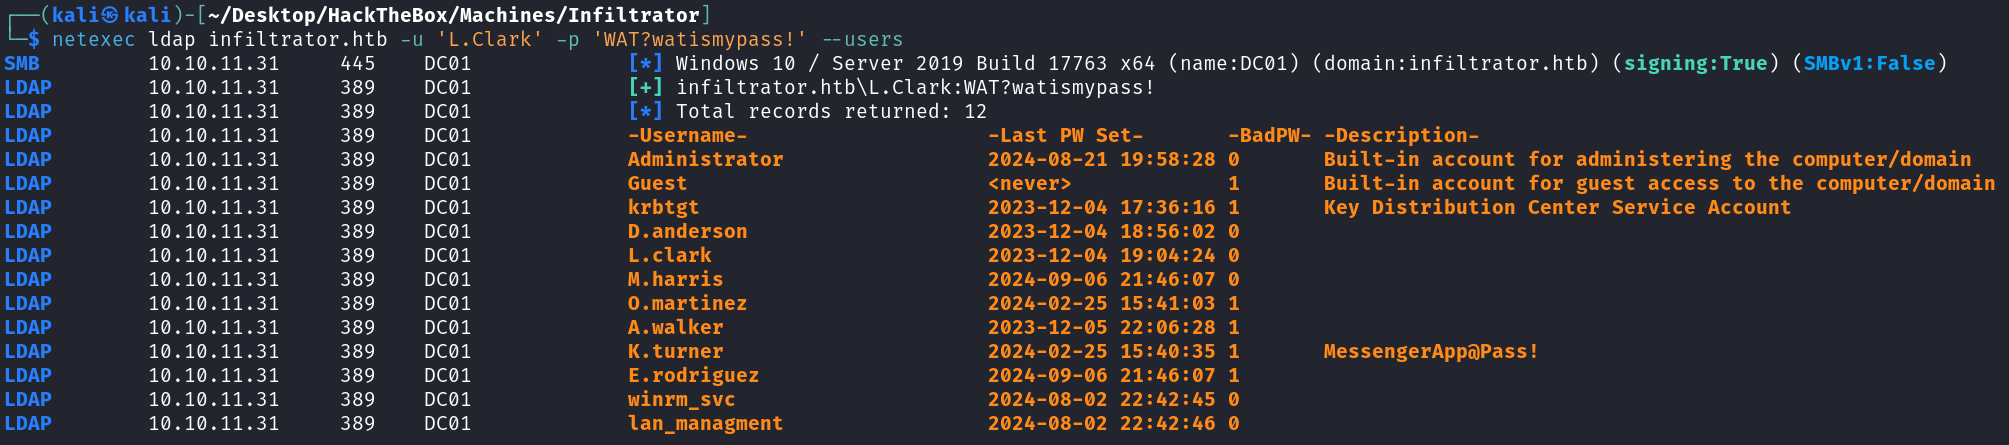 ┌──(kali㉿kali)-[~/Desktop/HackTheBox/Machines/Infiltrator]
└─$ netexec ldap infiltrator.htb -u 'L.Clark' -p 'WAT?watismypass!' --users
SMB 10.10.11.31 445 DC01 [*] Windows 10 / Server 2019 Build 17763 x64 (name:DC01) (domain:infiltrator.htb) (signing:True) (SMBv1:False)
LDAP 10.10.11.31 389 DC01 [+] infiltrator.htb\L.Clark:WAT?watismypass!
LDAP 10.10.11.31 389 DC01 [*] Total records returned: 12
LDAP 10.10.11.31 389 DC01 -Username- -Last PW Set- -BadPW- -Description-
LDAP 10.10.11.31 389 DC01 Administrator 2024-08-21 19:58:28 0 Built-in account for administering the computer/domain
LDAP 10.10.11.31 389 DC01 Guest <never> 1 Built-in account for guest access to the computer/domain
LDAP 10.10.11.31 389 DC01 krbtgt 2023-12-04 17:36:16 1 Key Distribution Center Service Account
LDAP 10.10.11.31 389 DC01 D.anderson 2023-12-04 18:56:02 0
LDAP 10.10.11.31 389 DC01 L.clark 2023-12-04 19:04:24 0
LDAP 10.10.11.31 389 DC01 M.harris 2024-09-06 21:46:07 0
LDAP 10.10.11.31 389 DC01 O.martinez 2024-02-25 15:41:03 1
LDAP 10.10.11.31 389 DC01 A.walker 2023-12-05 22:06:28 1
LDAP 10.10.11.31 389 DC01 K.turner 2024-02-25 15:40:35 1 MessengerApp@Pass!
LDAP 10.10.11.31 389 DC01 E.rodriguez 2024-09-06 21:46:07 1
LDAP 10.10.11.31 389 DC01 winrm_svc 2024-08-02 22:42:45 0
LDAP 10.10.11.31 389 DC01 lan_managment 2024-08-02 22:42:46 0